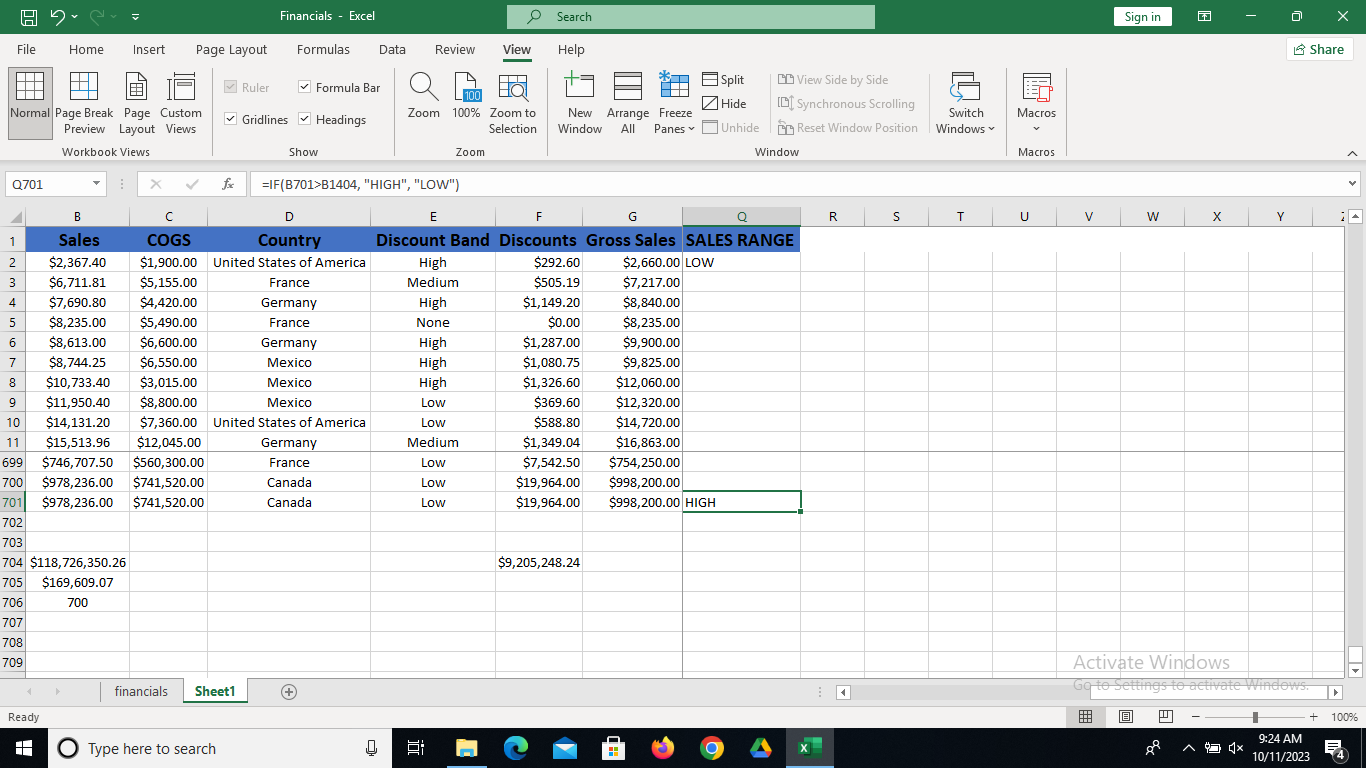 Financials - Excel
Search
Sign in
File Home Insert Page Layout Formulas Data Review View Help
Share
Normal
Page Break Preview
Page Layout
Custom Views
Workbook Views
Ruler
Formula Bar
Gridlines
Headings
Show
Zoom
100
100%
Zoom to Selection
Zoom
New Window
Arrange All
Freeze Panes
Split
Hide
Unhide
View Side by Side
Synchronous Scrolling
Reset Window Position
Switch Windows
Window
Macros
Macros
Q701
fx
=IF(B701>B1404, "HIGH", "LOW")
B C D E F G Q R S T U V W X Y
1 Sales COGS Country Discount Band Discounts Gross Sales SALES RANGE
2 $2,367.40 $1,900.00 United States of America High $292.60 $2,660.00 LOW
3 $6,711.81 $5,155.00 France Medium $505.19 $7,217.00
4 $7,690.80 $4,420.00 Germany High $1,149.20 $8,840.00
5 $8,235.00 $5,490.00 France None $0.00 $8,235.00
6 $8,613.00 $6,600.00 Germany High $1,287.00 $9,900.00
7 $8,744.25 $6,550.00 Mexico High $1,080.75 $9,825.00
8 $10,733.40 $3,015.00 Mexico High $1,326.60 $12,060.00
9 $11,950.40 $8,800.00 Mexico Low $369.60 $12,320.00
10 $14,131.20 $7,360.00 United States of America Low $588.80 $14,720.00
11 $15,513.96 $12,045.00 Germany Medium $1,349.04 $16,863.00
699 $746,707.50 $560,300.00 France Low $7,542.50 $754,250.00
700 $978,236.00 $741,520.00 Canada Low $19,964.00 $998,200.00
701 $978,236.00 $741,520.00 Canada Low $19,964.00 $998,200.00 HIGH
702
703
704 $118,726,350.26 $9,205,248.24
705 $169,609.07
706 700
707
708
709
Activate Windows
Go to Settings to activate Windows.
financials Sheet1
Ready
100%
Type here to search
9:24 AM
10/11/2023
4